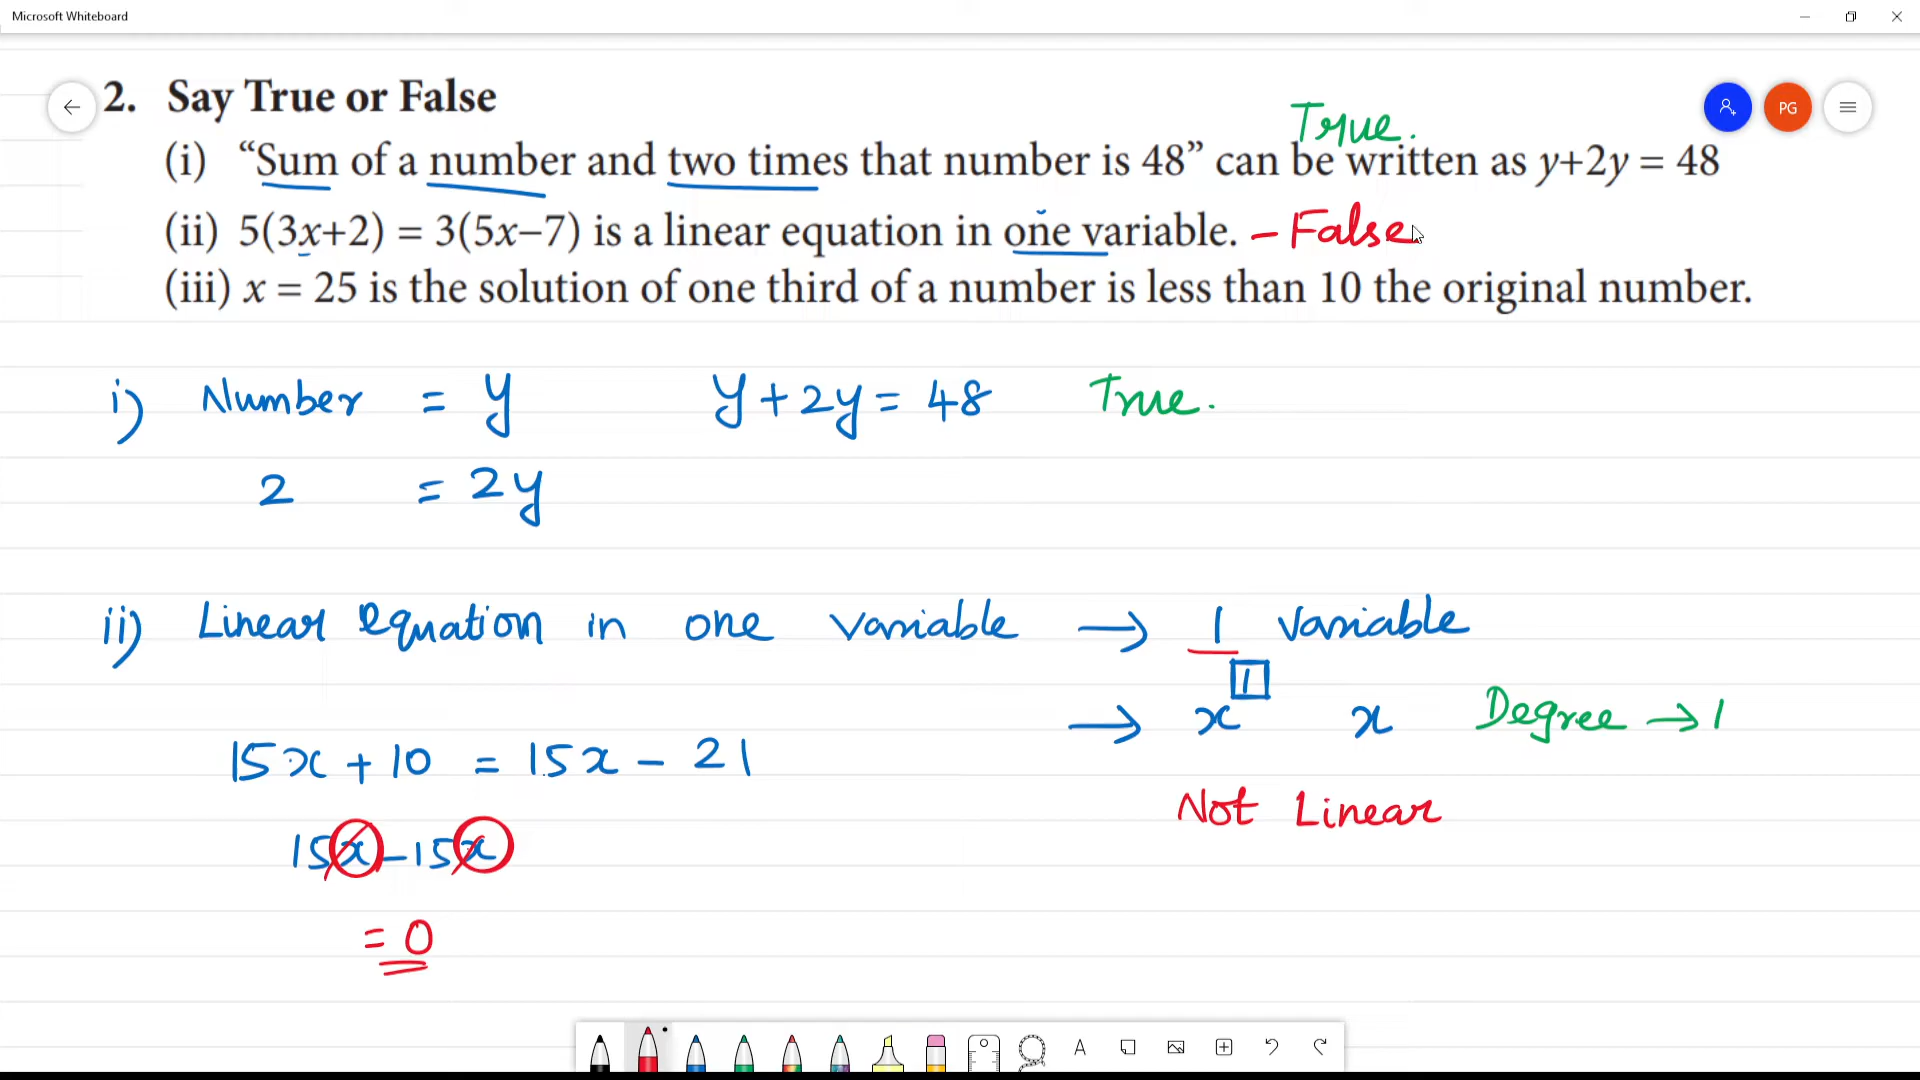 Microsoft Whiteboard
2. Say True or False
True.
(i) “Sum of a number and two times that number is 48” can be written as y+2y = 48
(ii) 5(3x+2) = 3(5x−7) is a linear equation in one variable. – False
(iii) x = 25 is the solution of one third of a number is less than 10 the original number.
PG
i) Number = y y + 2y = 48 True.
2 = 2y
ii) Linear equation in one variable → 1 variable
→ x^1 x Degree → 1
15x + 10 = 15x − 21
Not Linear
15x − 15x
= 0
A